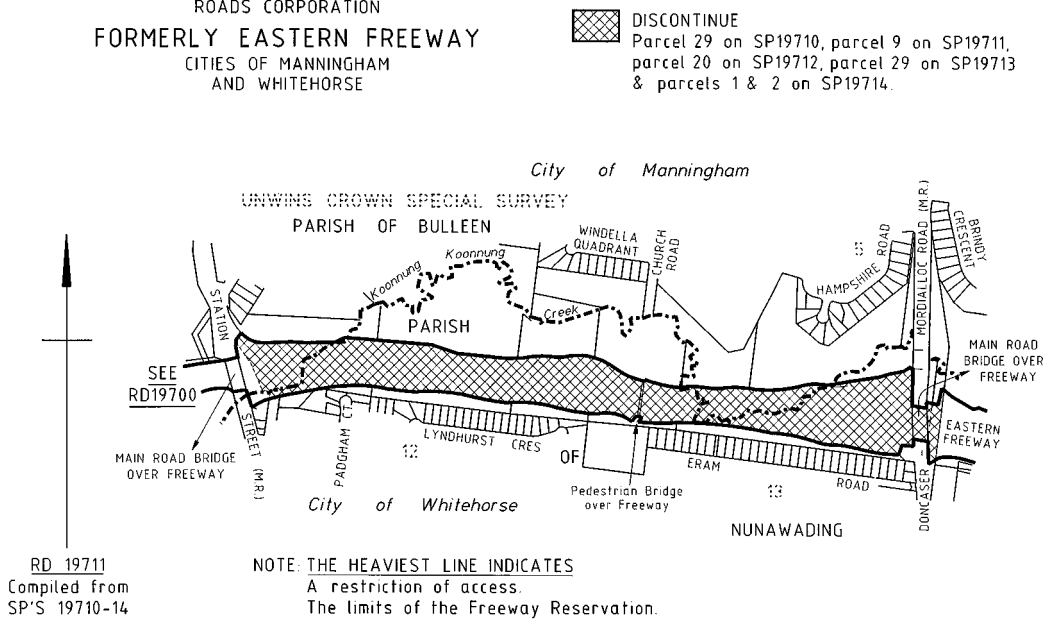 ROADS CORPORATION
FORMERLY EASTERN FREEWAY
CITIES OF MANNINGHAM
AND WHITEHORSE
DISCONTINUE
Parcel 29 on SP19710, parcel 9 on SP19711,
parcel 20 on SP19712, parcel 29 on SP19713
& parcels 1 & 2 on SP19714.
City of Manningham
UNWINS CROWN SPECIAL SURVEY
PARISH OF BULLEEN
WINDELLA
QUADRANT
CHURCH
ROAD
HAMPSHIRE ROAD
5
MORDIALLOC ROAD (M.R.)
BRINDY
CRESCENT
Koonnung
Koonnung
Creek
STATION
PARISH
MAIN ROAD
BRIDGE OVER
FREEWAY
SEE
RD19700
EASTERN
FREEWAY
STREET (M.R.)
PADGHAM CT.
LYNDHURST CRES
12
OF
ERAM
ROAD
13
DONCASER
MAIN ROAD BRIDGE
OVER FREEWAY
Pedestrian Bridge
over Freeway
City of Whitehorse
NUNAWADING
RD 19711
Compiled from
SP'S 19710-14
NOTE: THE HEAVIEST LINE INDICATES
A restriction of access.
The limits of the Freeway Reservation.